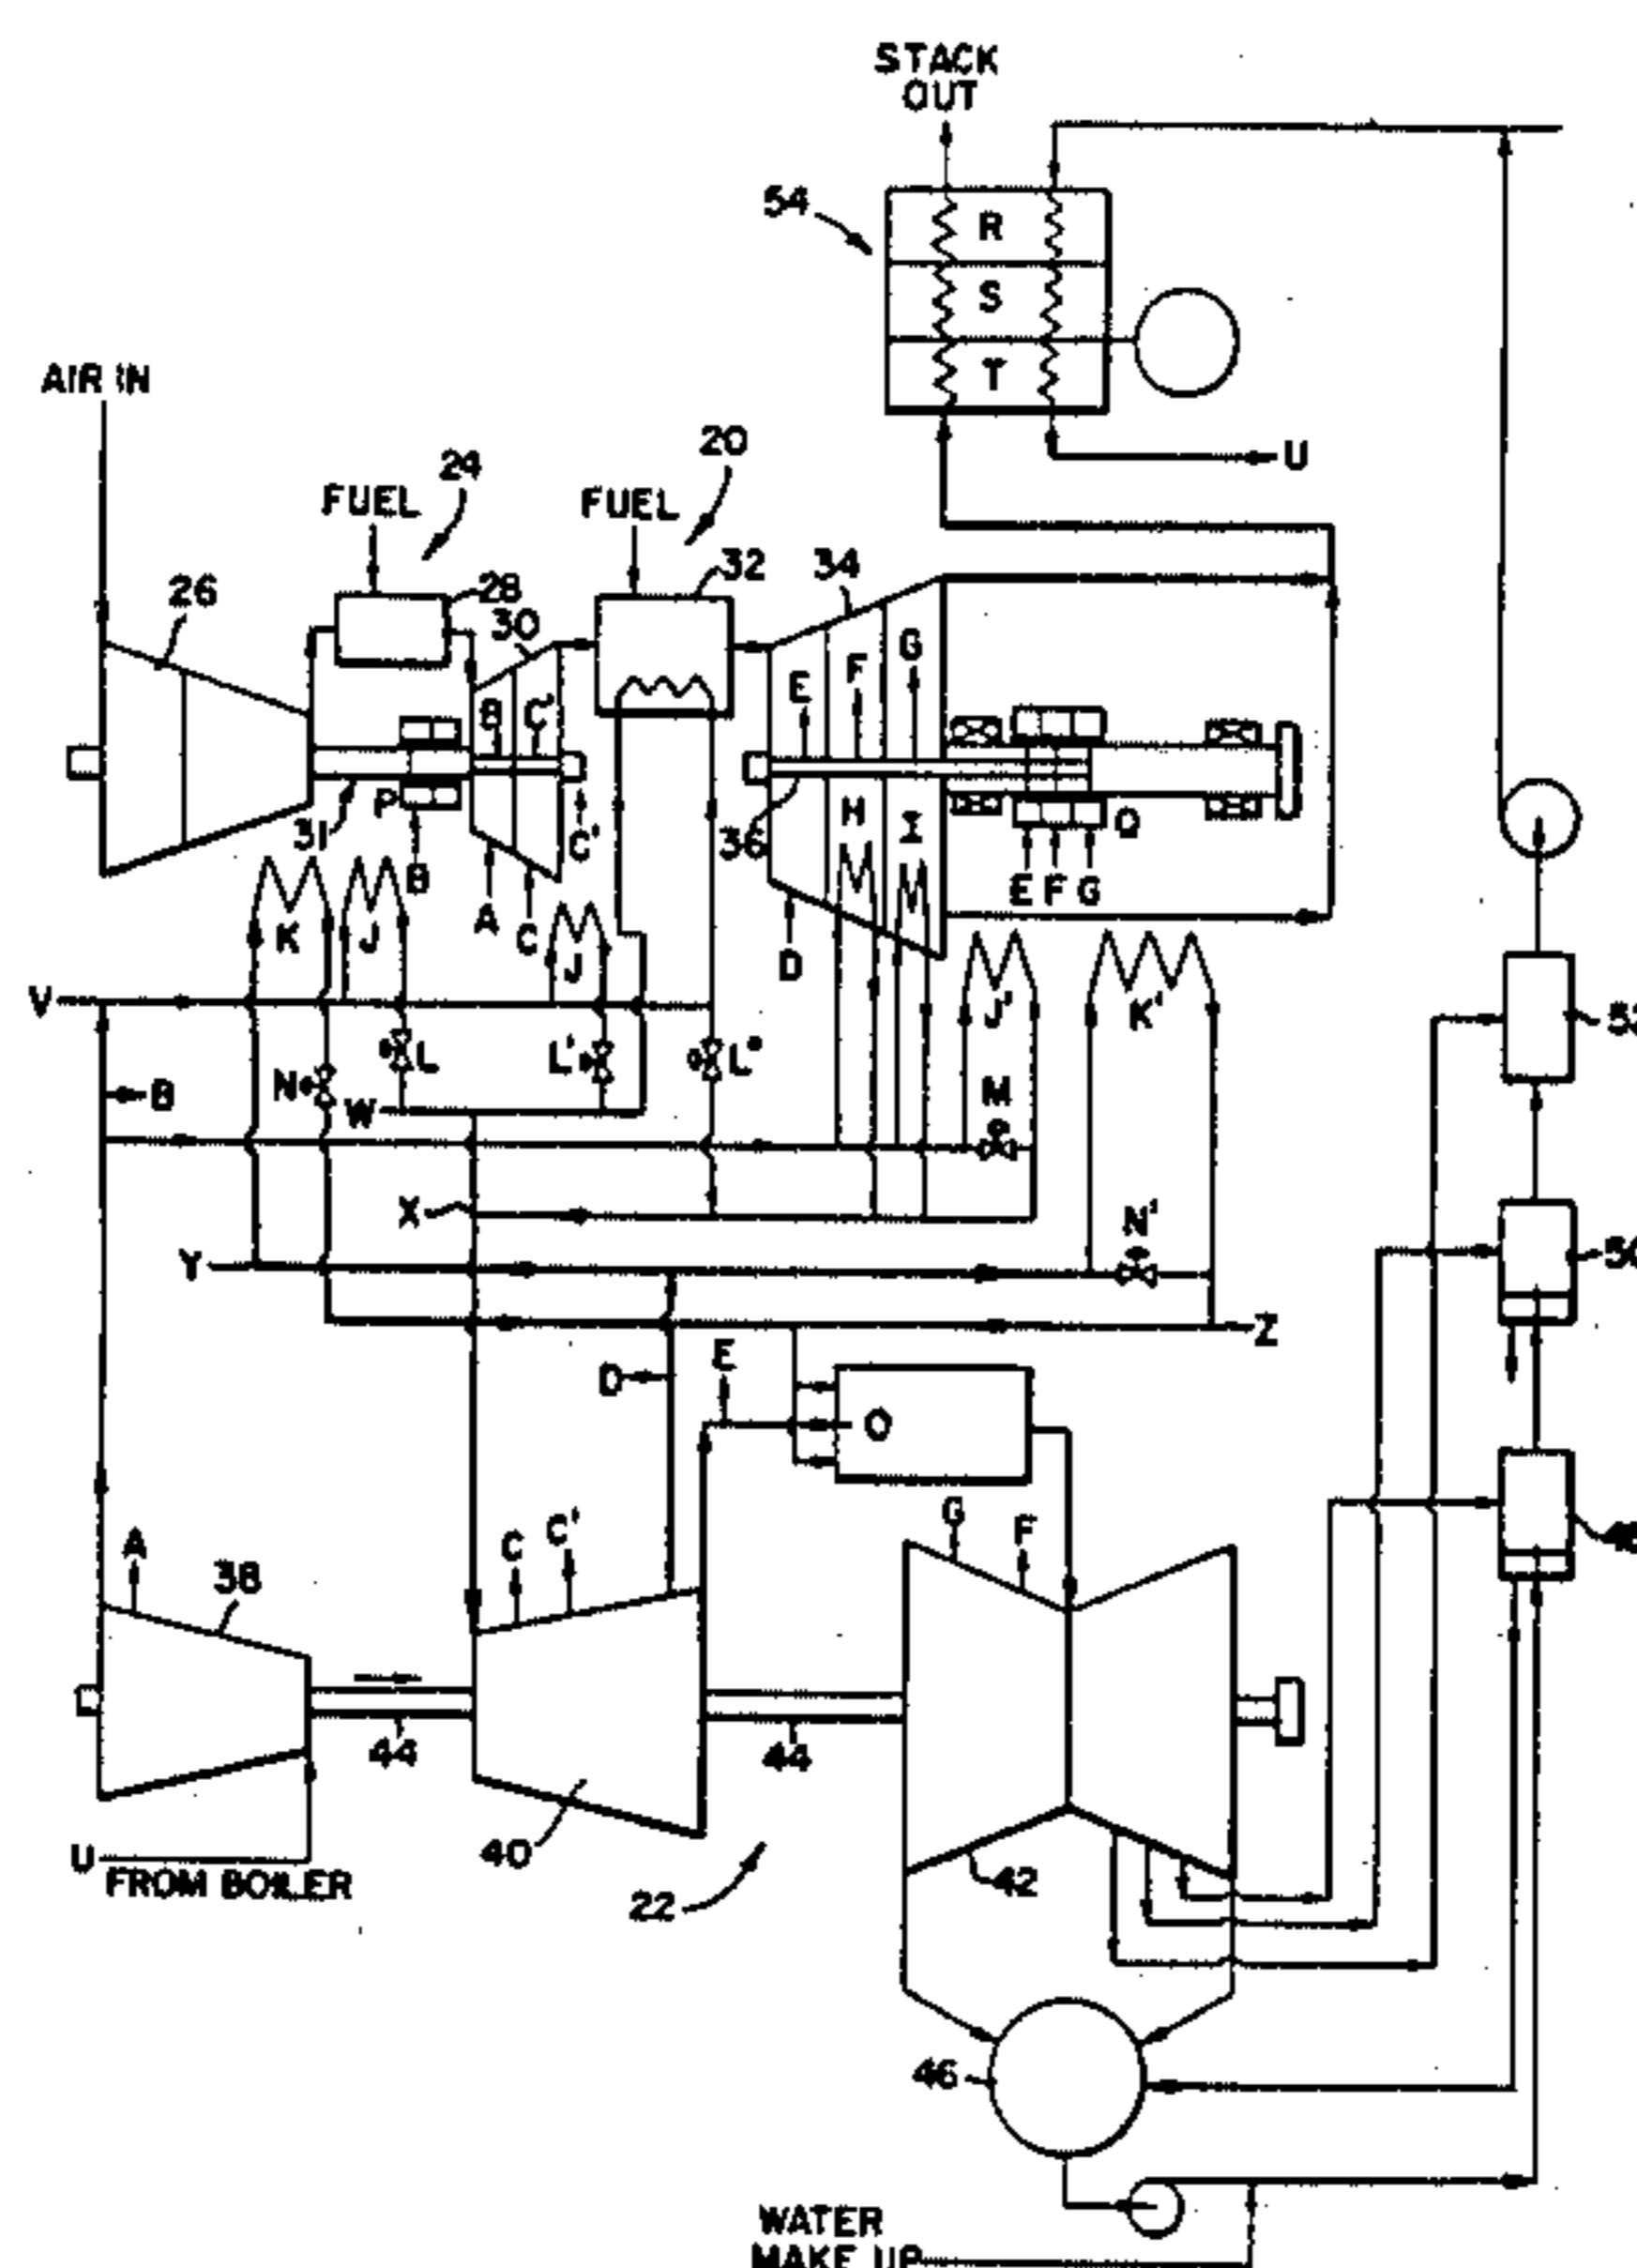 STACK
OUT
54
R
S
T
U
AIR IN
24
20
FUEL
FUEL
26
28
30
32
34
B
C'
E
F
G
31
P
B
C'
A
C
36
H
I
D
Q
E
F
G
K
J
J
J'
K'
V
L
L'
L"
B
N
W
M
X
Y
N'
Z
D
E
O
A
38
C
C'
G
F
44
44
40
U
FROM BOILER
22
42
46
WATER
MAKE UP